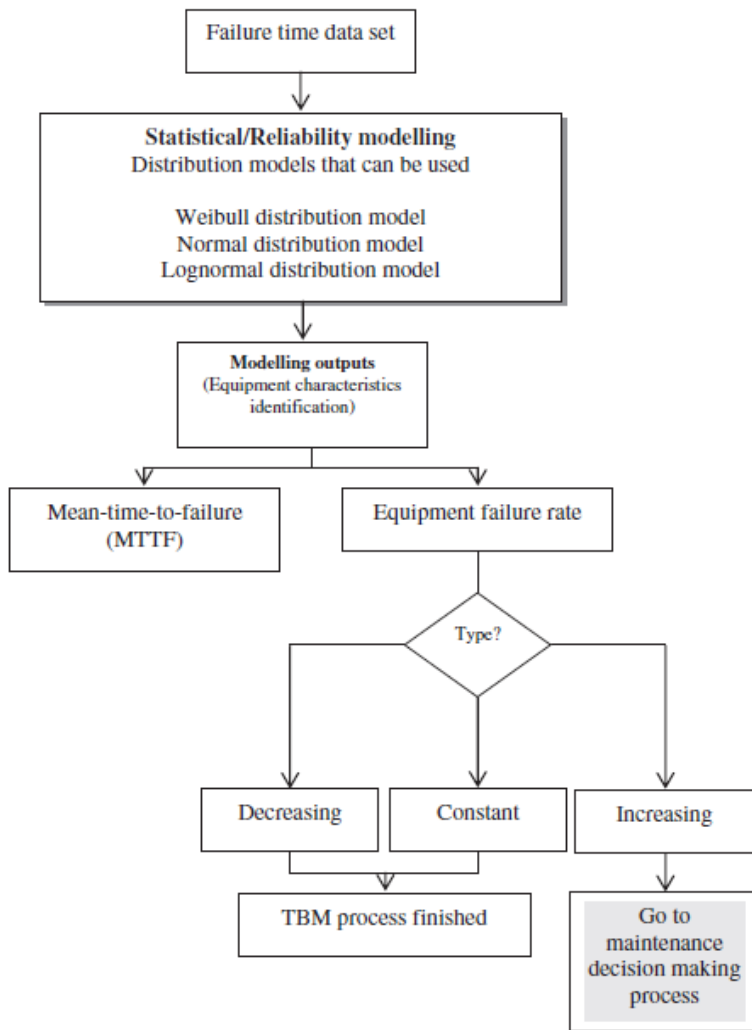 Failure time data set
Statistical/Reliability modelling
Distribution models that can be used
Weibull distribution model
Normal distribution model
Lognormal distribution model
Modelling outputs
(Equipment characteristics
identification)
Mean-time-to-failure
(MTTF)
Equipment failure rate
Type?
Decreasing
Constant
Increasing
TBM process finished
Go to
maintenance
decision making
process